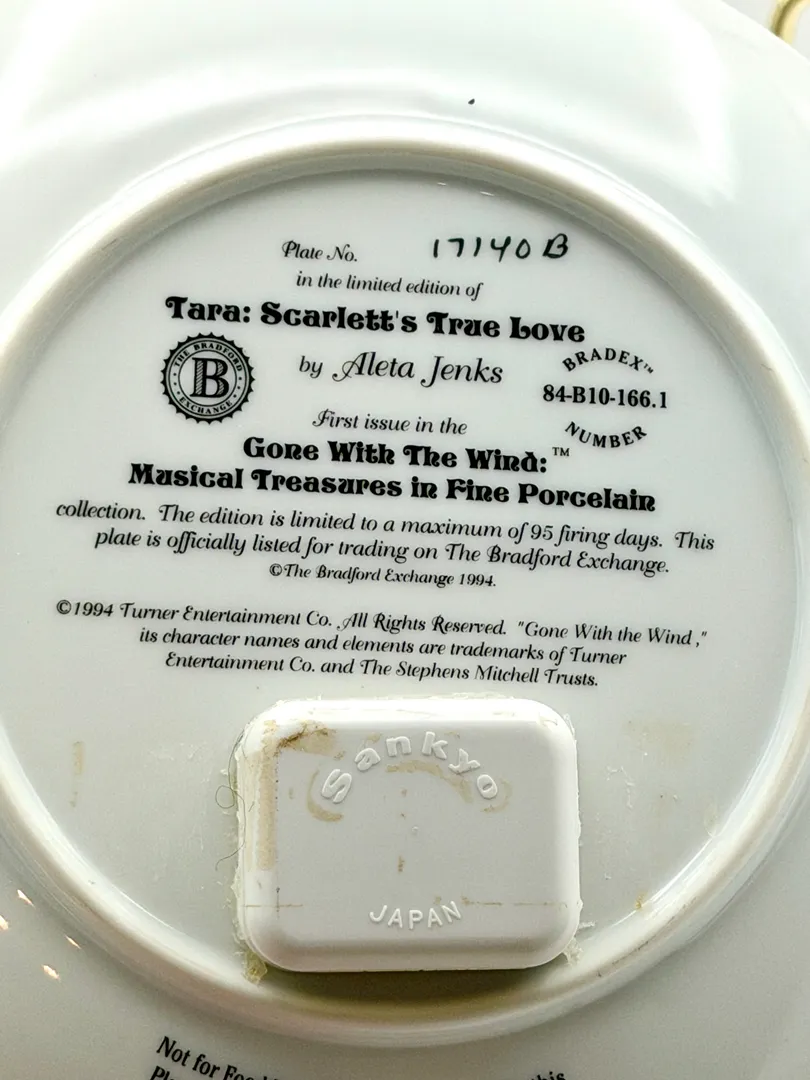 Plate No. 17140 B
in the limited edition of
Tara: Scarlett's True Love
THE BRADFORD
B
EXCHANGE
by Aleta Jenks
BRADEX™
84-B10-166.1
NUMBER
First issue in the
Gone With The Wind:™
Musical Treasures in Fine Porcelain
collection. The edition is limited to a maximum of 95 firing days. This
plate is officially listed for trading on The Bradford Exchange.
©The Bradford Exchange 1994.
©1994 Turner Entertainment Co. All Rights Reserved. "Gone With the Wind ,"
its character names and elements are trademarks of Turner
Entertainment Co. and The Stephens Mitchell Trusts.
Sankyo
JAPAN
Not for